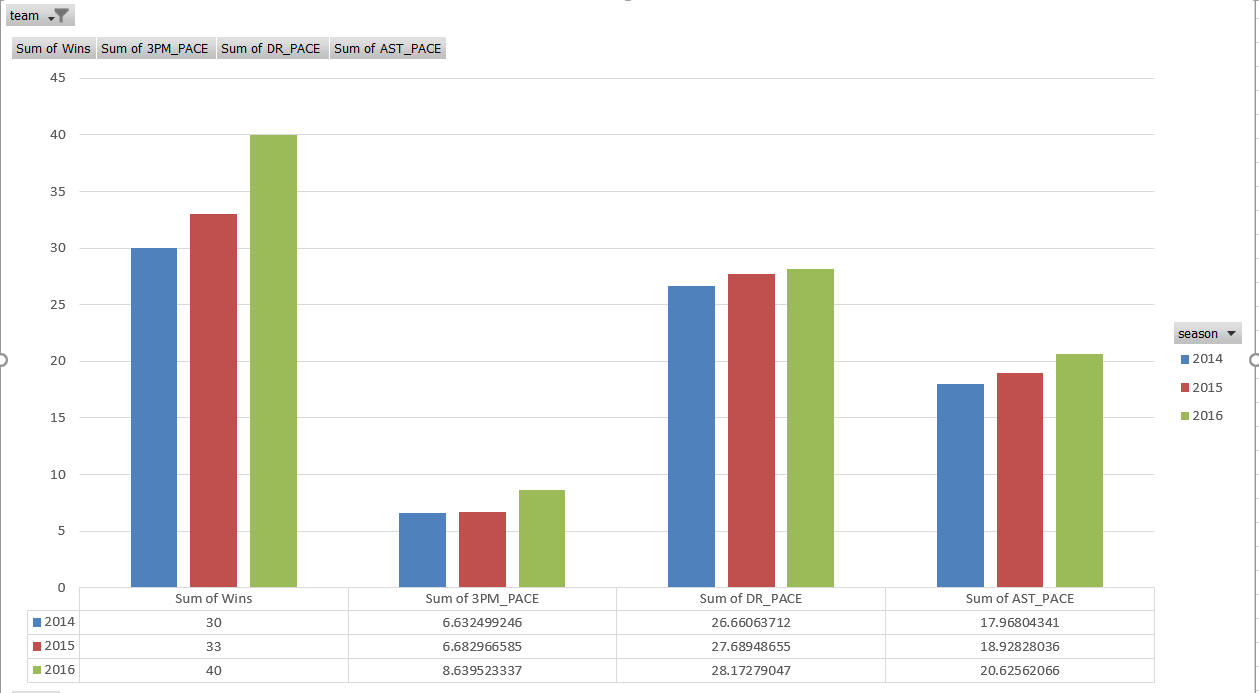 team
Sum of Wins Sum of 3PM_PACE Sum of DR_PACE Sum of AST_PACE
45
40
35
30
25
20
15
10
5
0
season
2014
2015
2016
Sum of Wins Sum of 3PM_PACE Sum of DR_PACE Sum of AST_PACE
2014 30 6.632499246 26.66063712 17.96804341
2015 33 6.682966585 27.68948655 18.92828036
2016 40 8.639523337 28.17279047 20.62562066